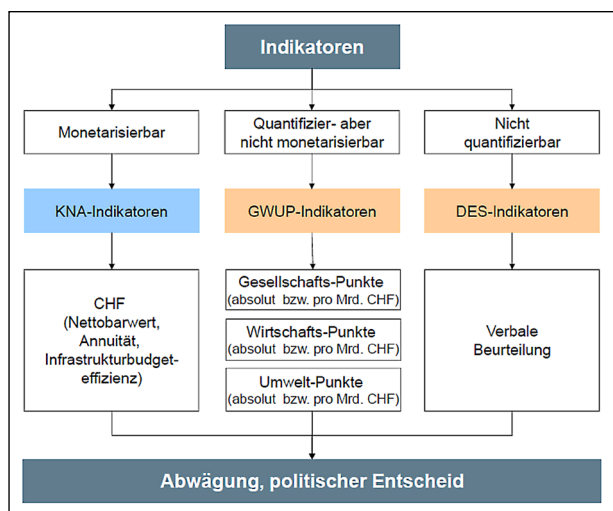 Indikatoren
Monetarisierbar
Quantifizier- aber
nicht monetarisierbar
Nicht
quantifizierbar
KNA-Indikatoren
GWUP-Indikatoren
DES-Indikatoren
CHF
(Nettobarwert,
Annuität,
Infrastrukturbudget-
effizienz)
Gesellschafts-Punkte
(absolut bzw. pro Mrd. CHF)
Wirtschafts-Punkte
(absolut bzw. pro Mrd. CHF)
Umwelt-Punkte
(absolut bzw. pro Mrd. CHF)
Verbale
Beurteilung
Abwägung, politischer Entscheid